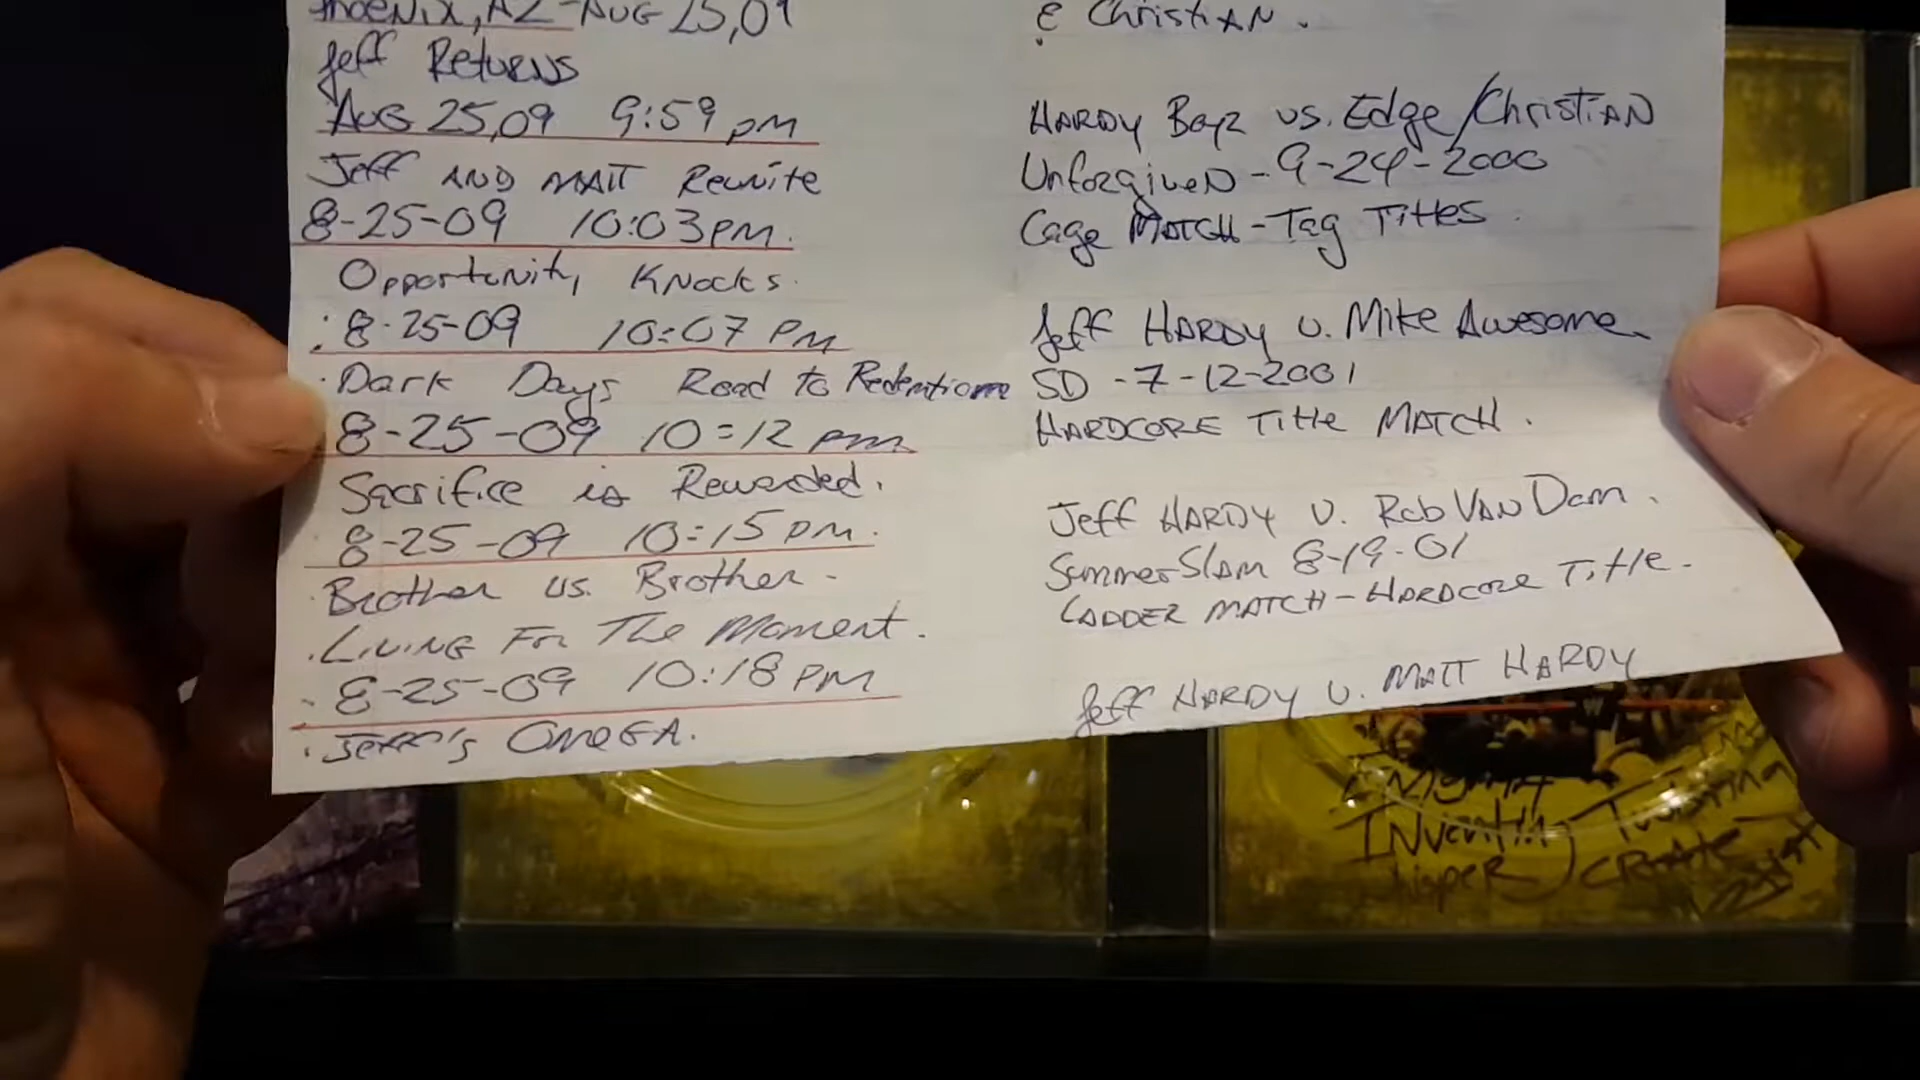 Phoenix, AZ - AUG 25,09
Jeff Returns
AUG 25,09 9:59 pm
Jeff AND MATT Reunite
8-25-09 10:03 PM.
Opportunity Knocks.
8-25-09 10:07 PM
Dark Days Road to Redemtion
8-25-09 10:12 pm
Sacrifice is Rewarded.
8-25-09 10:15 pm.
Brother vs. Brother -
Living For The Moment.
8-25-09 10:18 PM
Jeff's OMEGA.
& Christian.
HARDY Boyz vs. Edge/Christian
Unforgiven - 9-24-2000
Cage MATCH - Tag Titles
Jeff HARDY v. Mike Awesome
SD - 7-12-2001
HARDCORE Title MATCH.
Jeff HARDY v. Rob Van Dam.
SummerSlam 8-19-01
LADDER MATCH - HARDCORE Title.
Jeff HARDY v. MATT HARDY
Enigma
Create